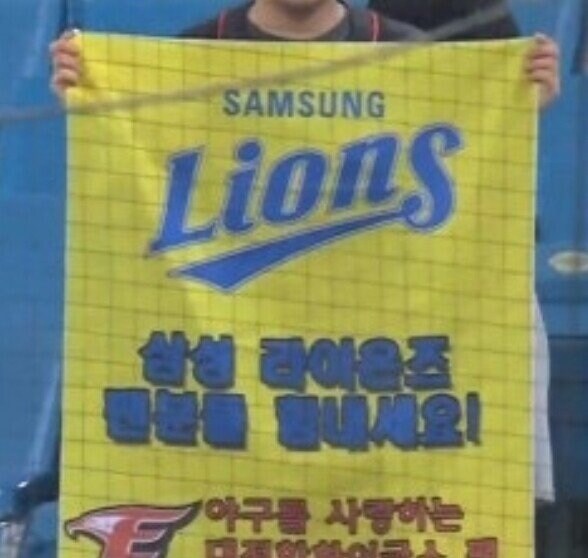 SAMSUNG
Lions
삼성 라이온즈
팬분들 힘내세요!
야구를 사랑하는